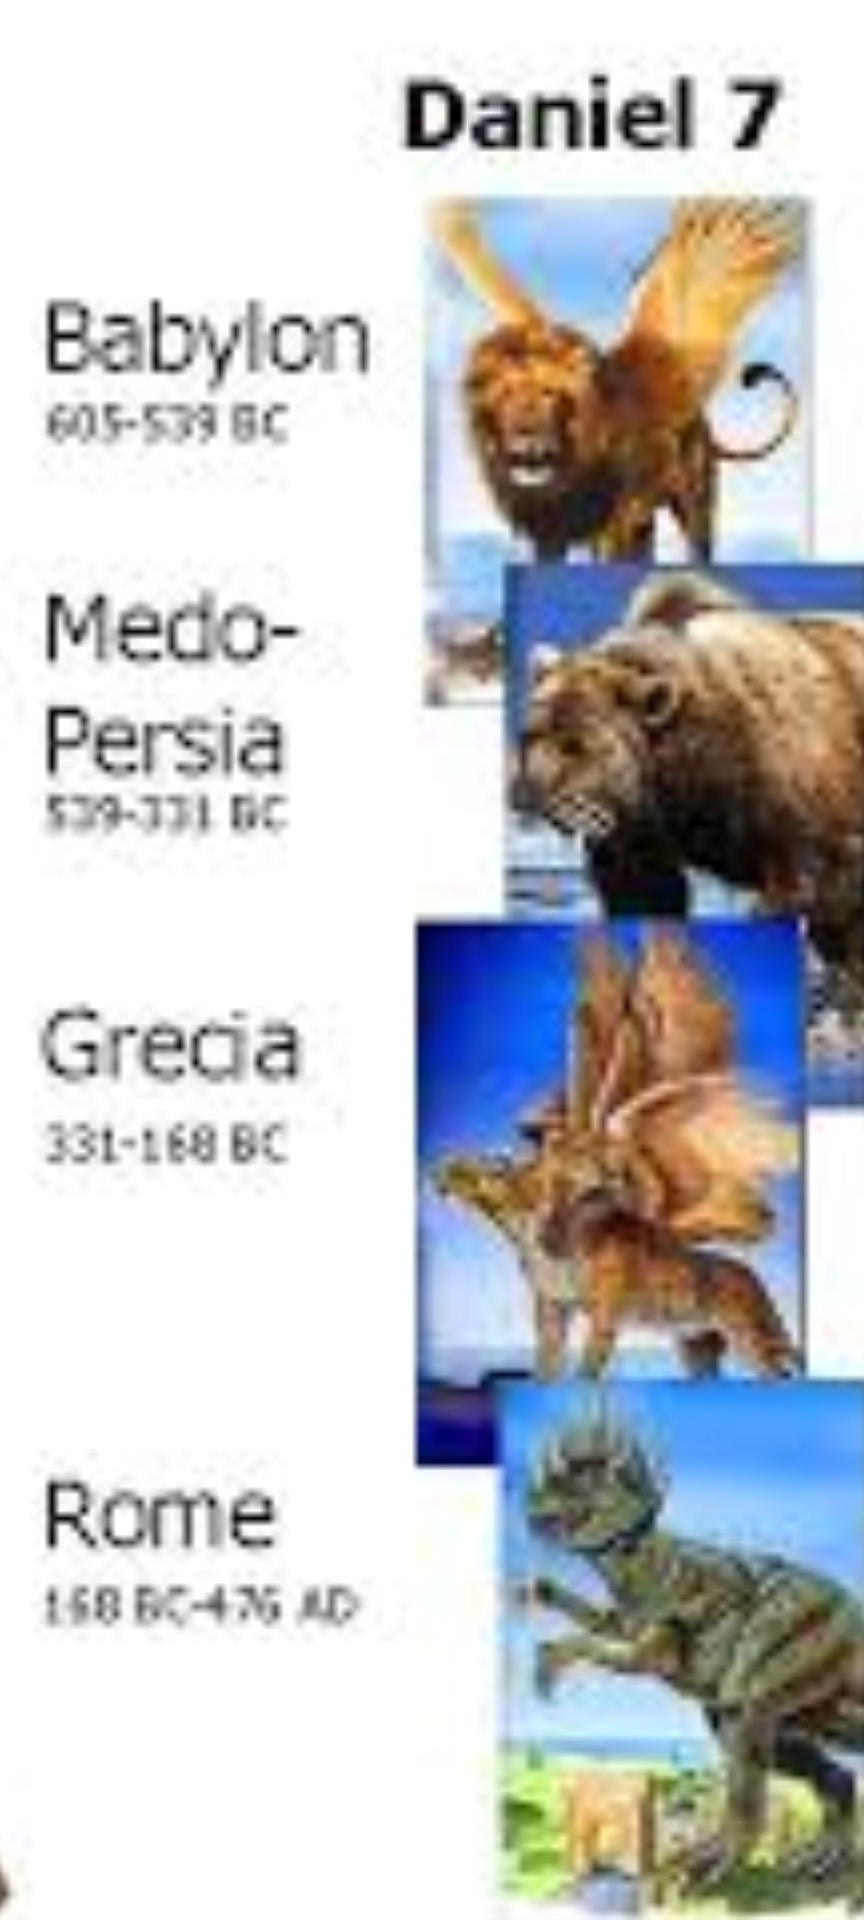 Daniel 7
Babylon
605-539 BC
Medo-
Persia
539-331 BC
Grecia
331-168 BC
Rome
168 BC-476 AD